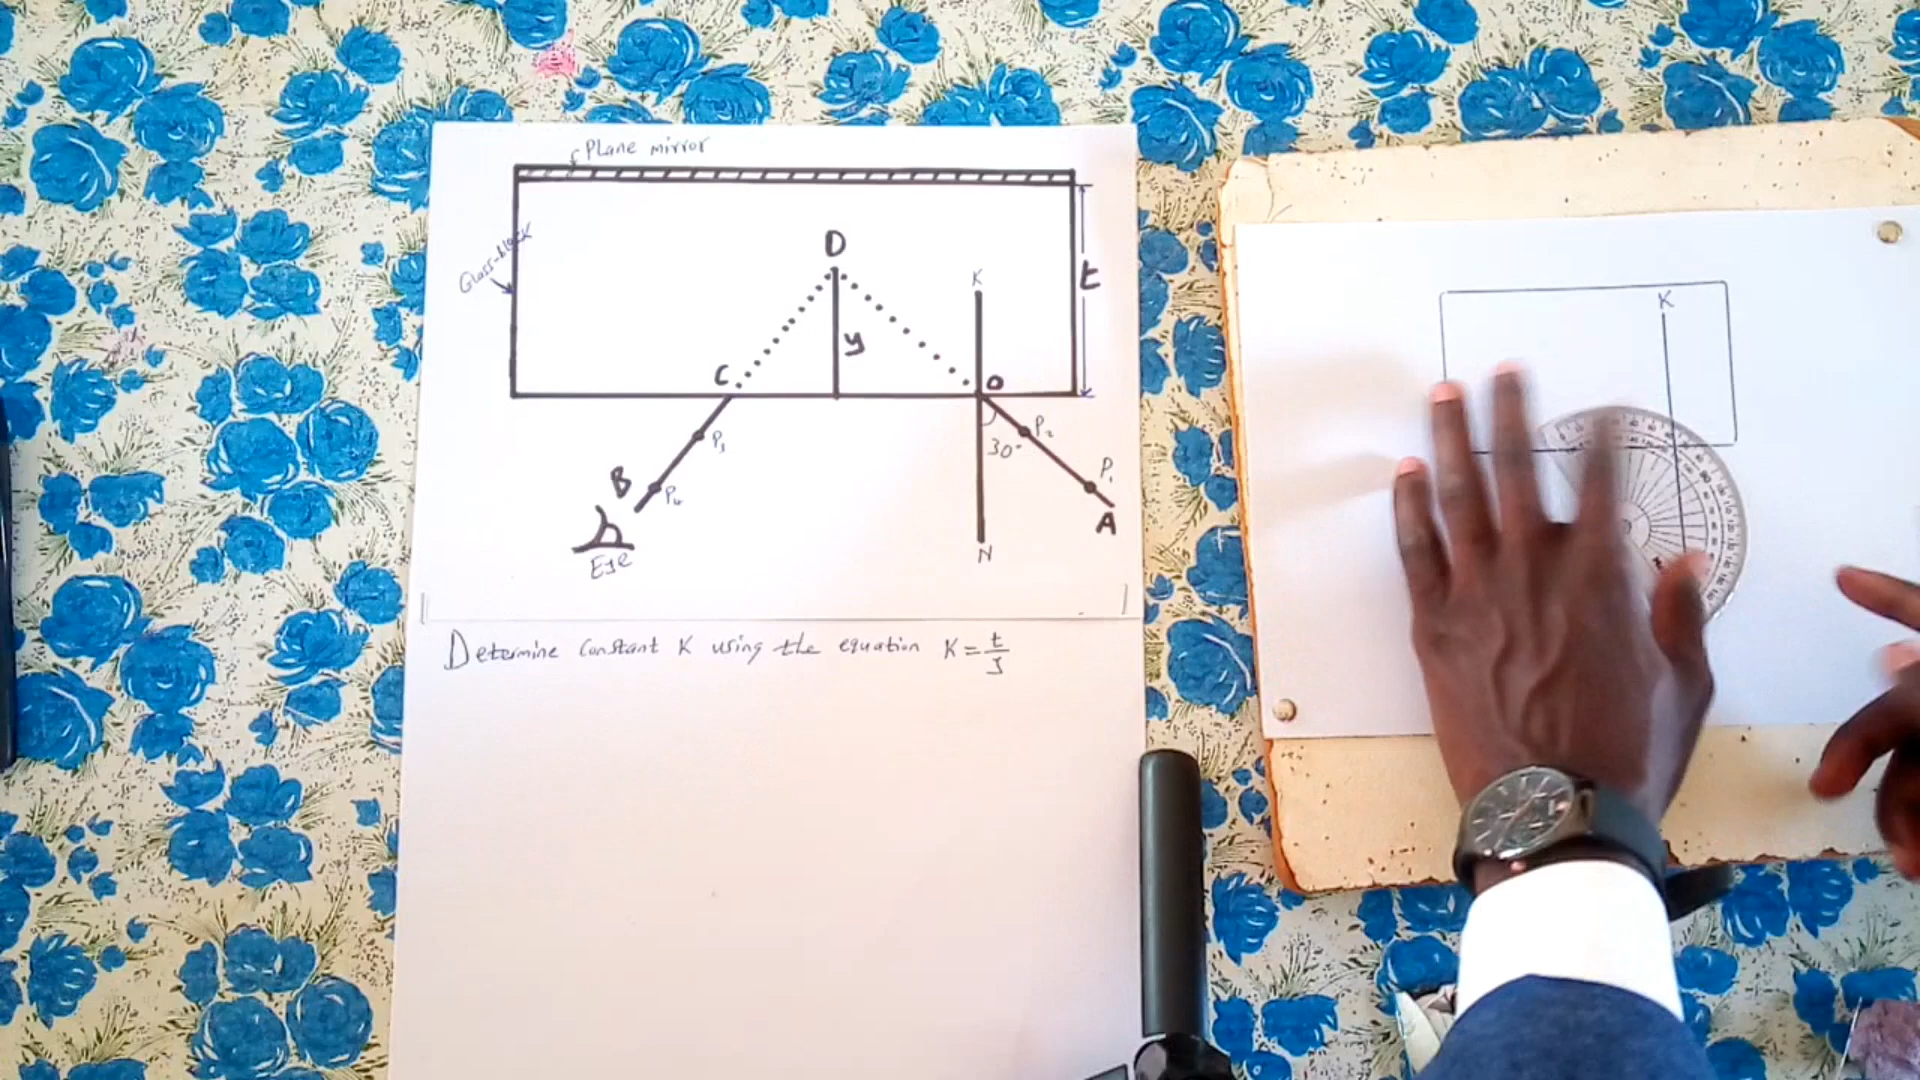 Plane mirror
Glass-block
D
K
t
y
C
O
P3
P2
30°
B
P4
P1
A
Eye
N
Determine Constant K using the equation K = t/y
K